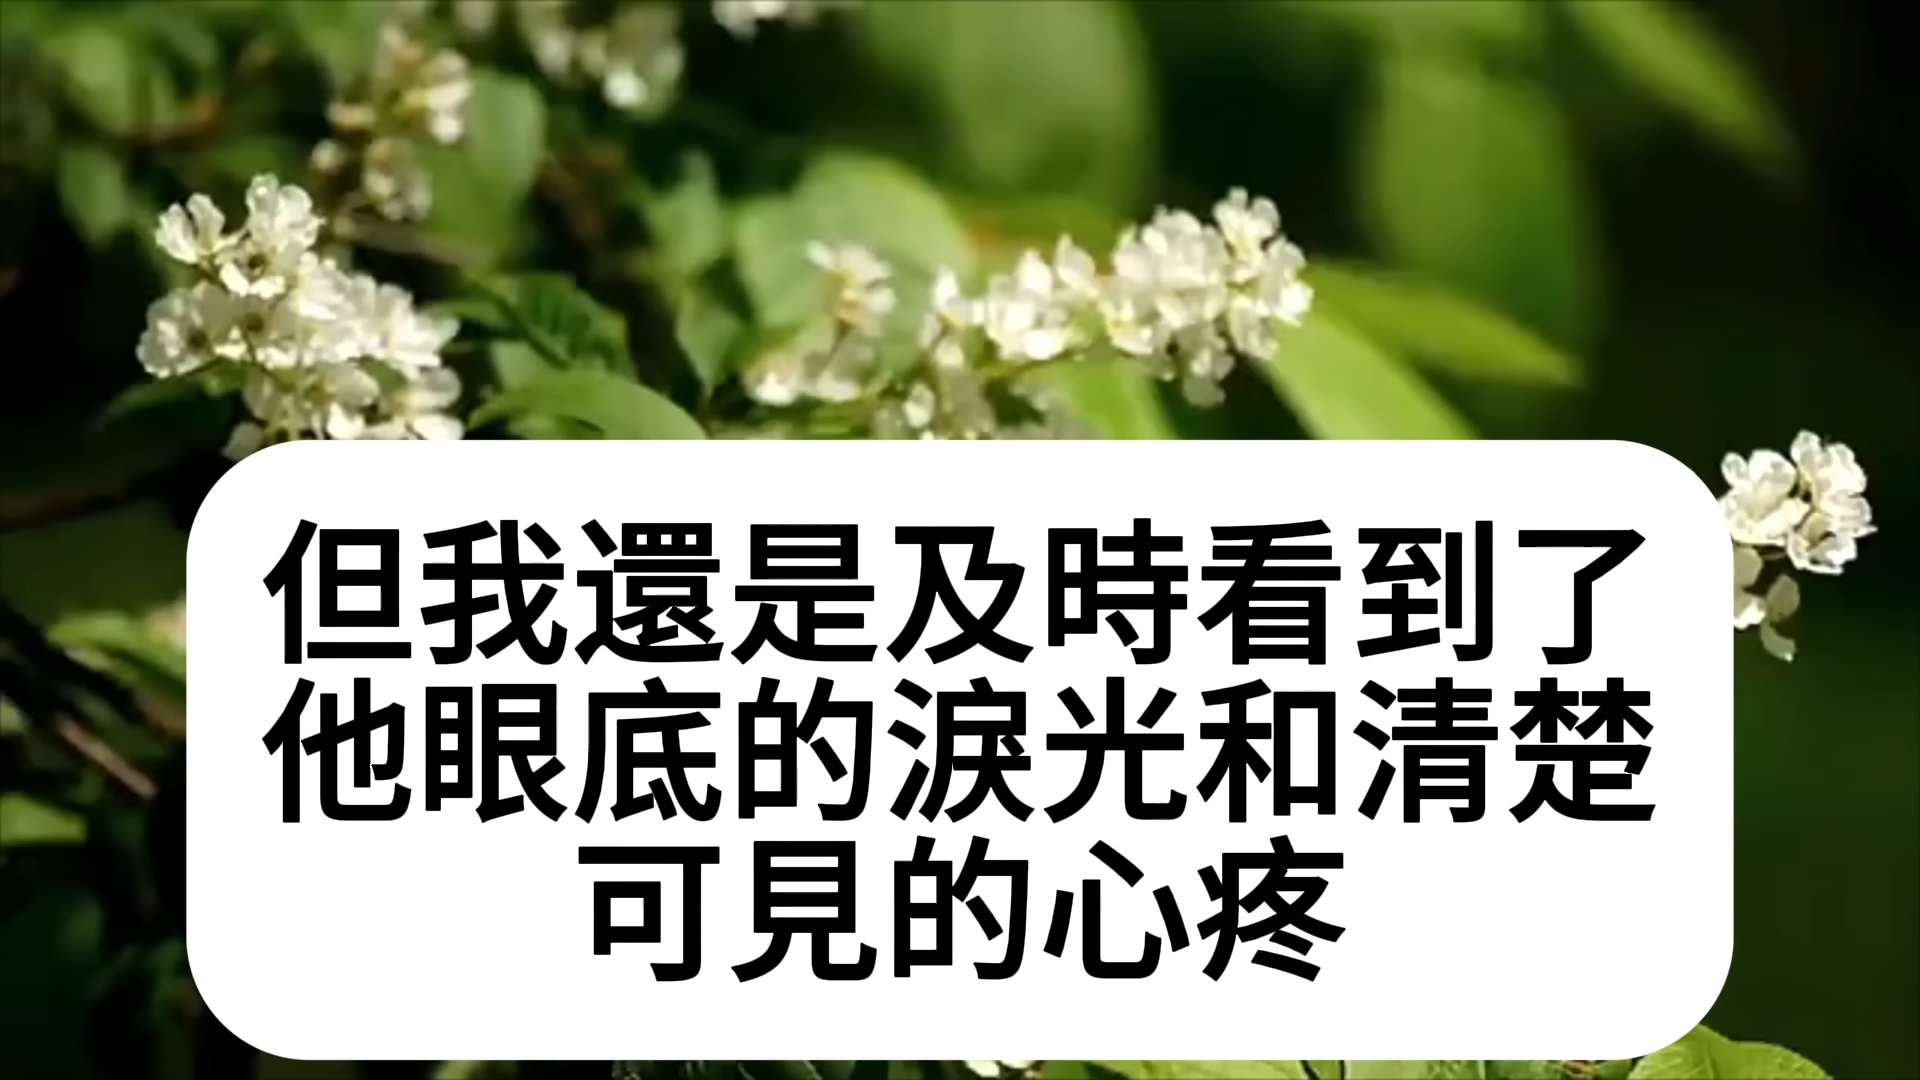 但我還是及時看到了
他眼底的淚光和清楚
可見的心疼